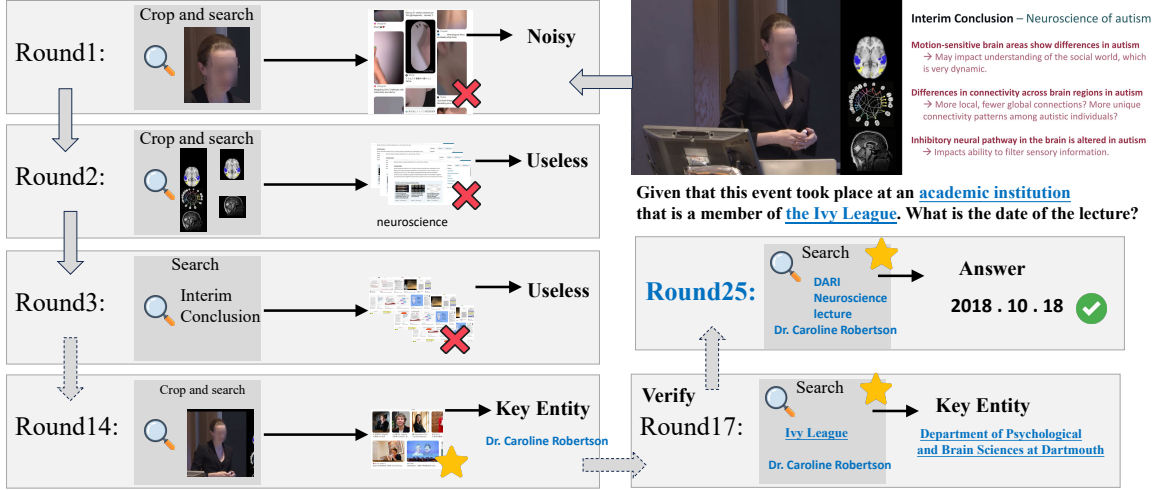 Crop and search
Round1:
Noisy
Crop and search
Round2:
Useless
neuroscience
Search
Round3:
Interim
Conclusion
Useless
Crop and search
Round14:
Key Entity
Dr. Caroline Robertson
Interim Conclusion – Neuroscience of autism
Motion-sensitive brain areas show differences in autism
→ May impact understanding of the social world, which
is very dynamic.
Differences in connectivity across brain regions in autism
→ More local, fewer global connections? More unique
connectivity patterns among autistic individuals?
Inhibitory neural pathway in the brain is altered in autism
→ Impacts ability to filter sensory information.
Given that this event took place at an academic institution
that is a member of the Ivy League. What is the date of the lecture?
Search
Round25:
DARI
Neuroscience
lecture
Dr. Caroline Robertson
Answer
2018 . 10 . 18
Verify
Round17:
Search
Ivy League
Dr. Caroline Robertson
Key Entity
Department of Psychological
and Brain Sciences at Dartmouth